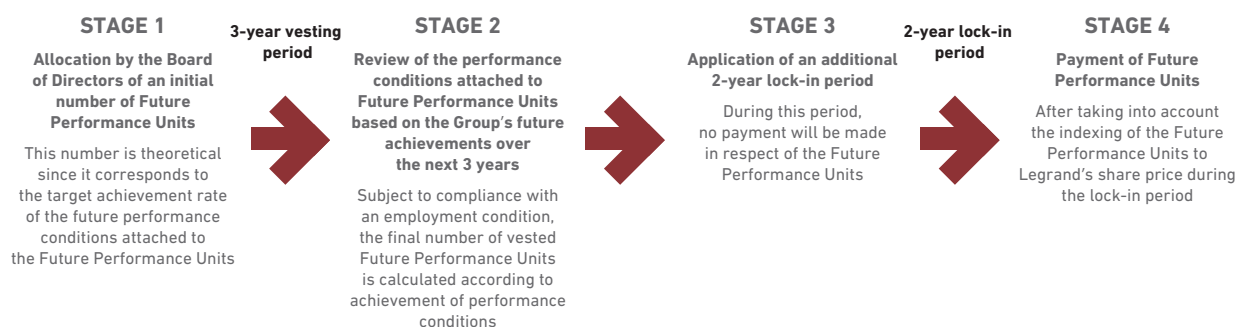 STAGE 1
Allocation by the Board
of Directors of an initial
number of Future
Performance Units
This number is theoretical
since it corresponds to
the target achievement rate
of the future performance
conditions attached to
the Future Performance Units
3-year vesting
period
STAGE 2
Review of the performance
conditions attached to
Future Performance Units
based on the Group's future
achievements over
the next 3 years
Subject to compliance with
an employment condition,
the final number of vested
Future Performance Units
is calculated according to
achievement of performance
conditions
STAGE 3
Application of an additional
2-year lock-in period
During this period,
no payment will be made
in respect of the Future
Performance Units
2-year lock-in
period
STAGE 4
Payment of Future
Performance Units
After taking into account
the indexing of the Future
Performance Units to
Legrand's share price during
the lock-in period